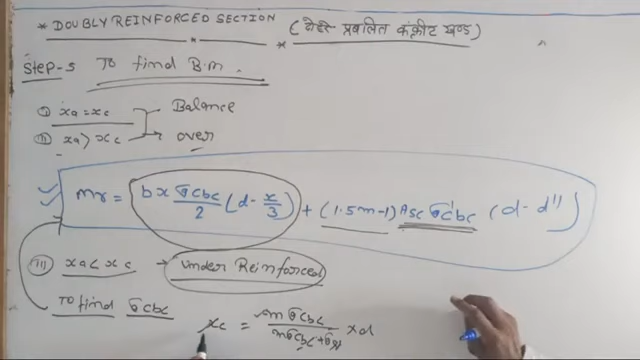 * DOUBLY REINFORCED SECTION (दोहरे प्रबलित कंक्रीट खण्ड)
Step-5 To find B.m.
(i) xa = xc Balance
(ii) xa > xc over
mr = b x σcbc/2 (d - x/3) + (1.5m-1) Asc σ'cbc (d - d'')
(iii) xa < xc → Under Reinforced
To find σcbc
xc = mσcbc/mσcbc+σst × d